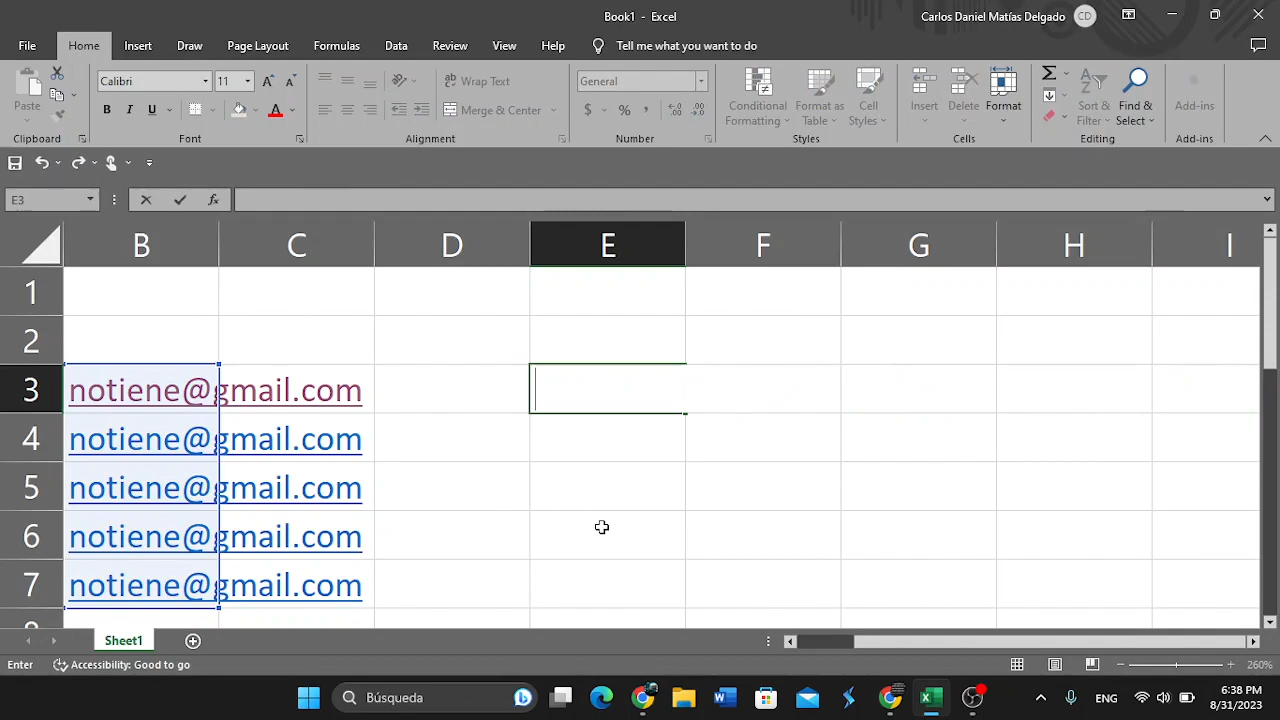 Book1 - Excel
Carlos Daniel Matías Delgado CD
File Home Insert Draw Page Layout Formulas Data Review View Help Tell me what you want to do
Calibri 11 Wrap Text General
Paste B I U Merge & Center $ % , Conditional Formatting Format as Table Cell Styles Insert Delete Format Sort & Filter Find & Select Add-ins
Clipboard Font Alignment Number Styles Cells Editing Add-ins
E3 fx
B C D E F G H I
1
2
3 notiene@gmail.com
4 notiene@gmail.com
5 notiene@gmail.com
6 notiene@gmail.com
7 notiene@gmail.com
Sheet1
Enter Accessibility: Good to go 260%
Búsqueda ENG 6:38 PM
8/31/2023